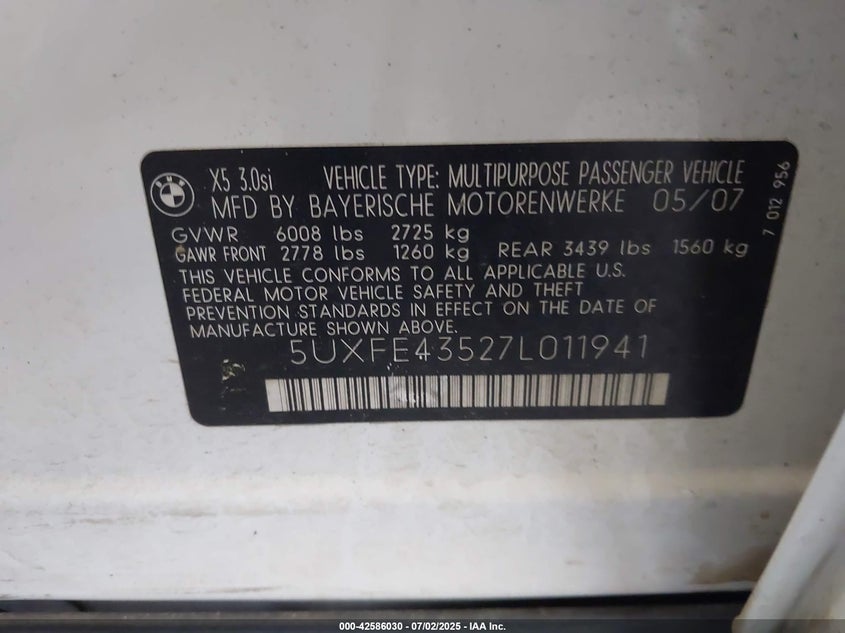 BMW
X5 3.0si VEHICLE TYPE: MULTIPURPOSE PASSENGER VEHICLE
MFD BY BAYERISCHE MOTORENWERKE 05/07
GVWR 6008 lbs 2725 kg
GAWR FRONT 2778 lbs 1260 kg REAR 3439 lbs 1560 kg
THIS VEHICLE CONFORMS TO ALL APPLICABLE U.S.
FEDERAL MOTOR VEHICLE SAFETY AND THEFT
PREVENTION STANDARDS IN EFFECT ON THE DATE OF
MANUFACTURE SHOWN ABOVE.
5UXFE43527L011941
7 012 956
000-42586030 - 07/02/2025 - IAA Inc.